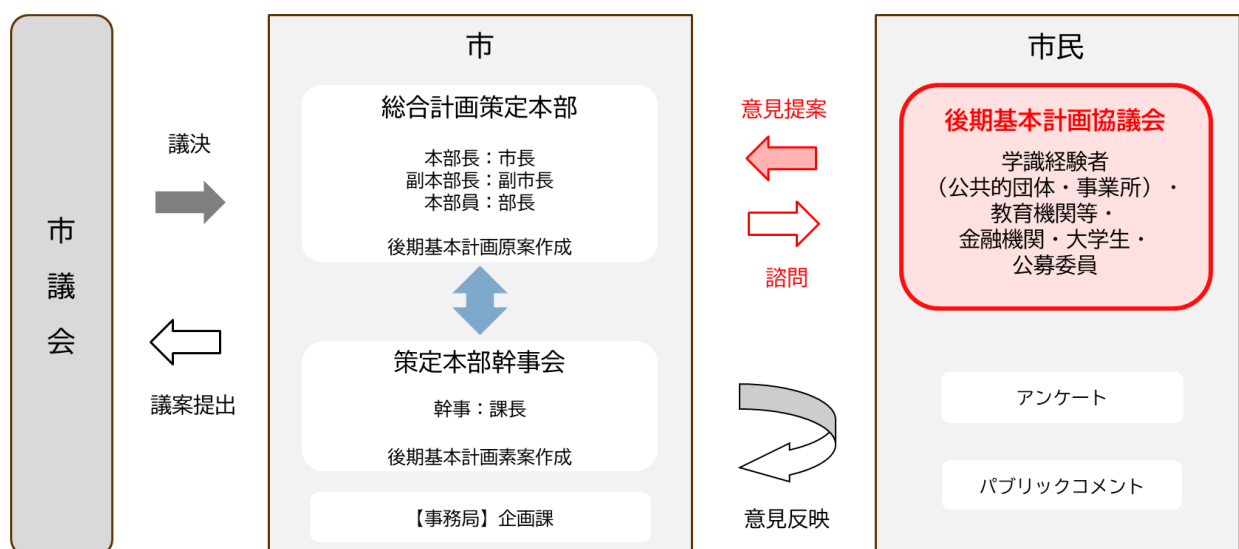 市議会
議決
議案提出
市
総合計画策定本部
本部長：市長
副本部長：副市長
本部員：部長
後期基本計画原案作成
策定本部幹事会
幹事：課長
後期基本計画素案作成
【事務局】企画課
意見提案
諮問
意見反映
市民
後期基本計画協議会
学識経験者
（公共的団体・事業所）・
教育機関等・
金融機関・大学生・
公募委員
アンケート
パブリックコメント